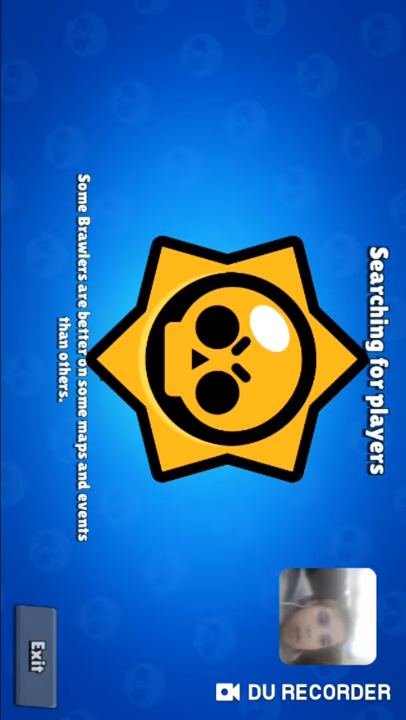 Searching for players
Some Brawlers are better on some maps and events
than others.
Exit
DU RECORDER